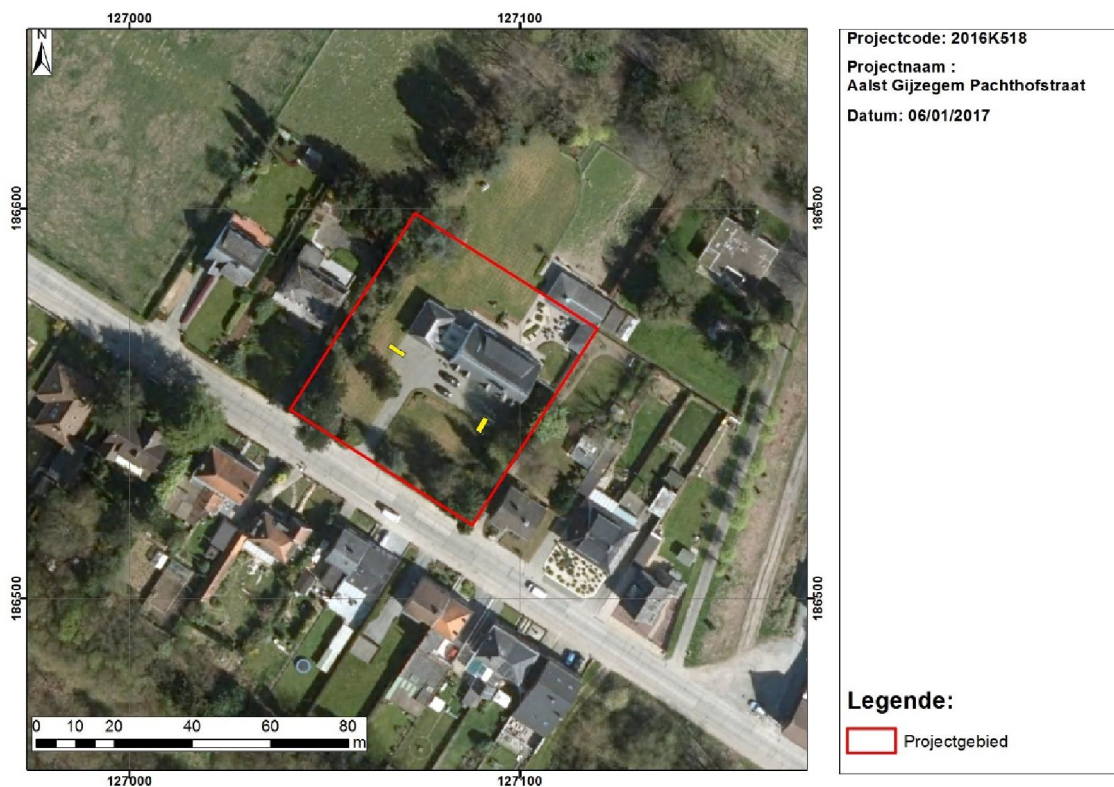 127000
127100
N
186600
186600
186500
186500
0 10 20 40 60 80
m
127000
127100
Projectcode: 2016K518
Projectnaam :
Aalst Gijzegem Pachthofstraat
Datum: 06/01/2017
Legende:
Projectgebied